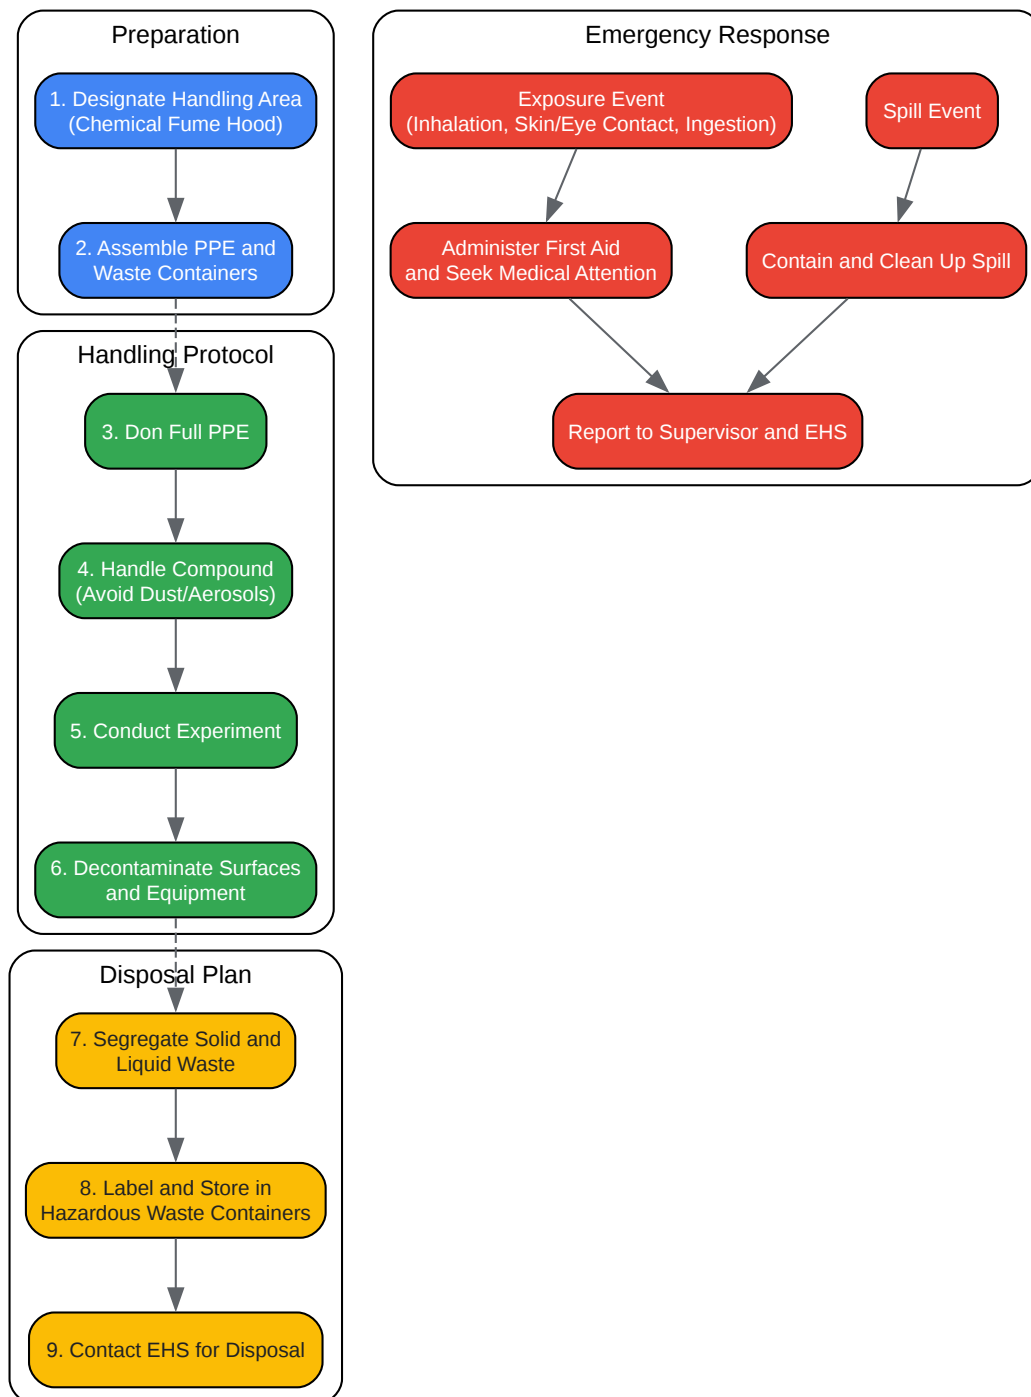 Preparation
1. Designate Handling Area
(Chemical Fume Hood)
2. Assemble PPE and
Waste Containers
Handling Protocol
3. Don Full PPE
4. Handle Compound
(Avoid Dust/Aerosols)
5. Conduct Experiment
6. Decontaminate Surfaces
and Equipment
Disposal Plan
7. Segregate Solid and
Liquid Waste
8. Label and Store in
Hazardous Waste Containers
9. Contact EHS for Disposal
Emergency Response
Exposure Event
(Inhalation, Skin/Eye Contact, Ingestion)
Spill Event
Administer First Aid
and Seek Medical Attention
Contain and Clean Up Spill
Report to Supervisor and EHS